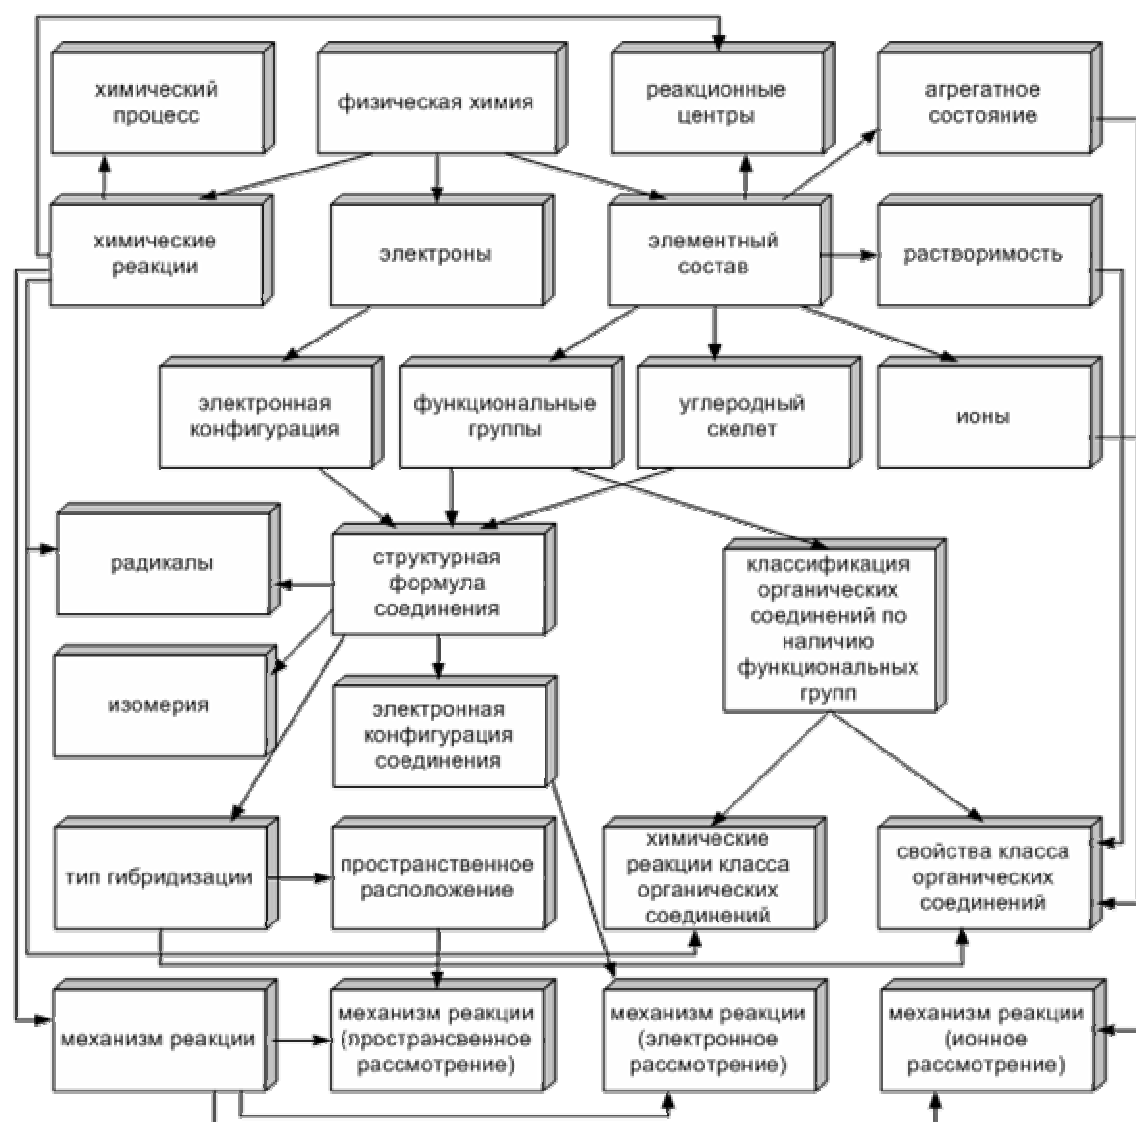 химический
процесс
физическая химия
реакционные
центры
агрегатное
состояние
химические
реакции
электроны
элементный
состав
растворимость
электронная
конфигурация
функциональные
группы
углеродный
скелет
ионы
радикалы
структурная
формула
соединения
классификация
органических
соединений по
наличию
функциональных
групп
изомерия
электронная
конфигурация
соединения
тип гибридизации
пространственное
расположение
химические
реакции класса
органических
соединений
свойства класса
органических
соединений
механизм реакции
механизм реакции
(пространсвенное
рассмотрение)
механизм реакции
(электронное
рассмотрение)
механизм реакции
(ионное
рассмотрение)